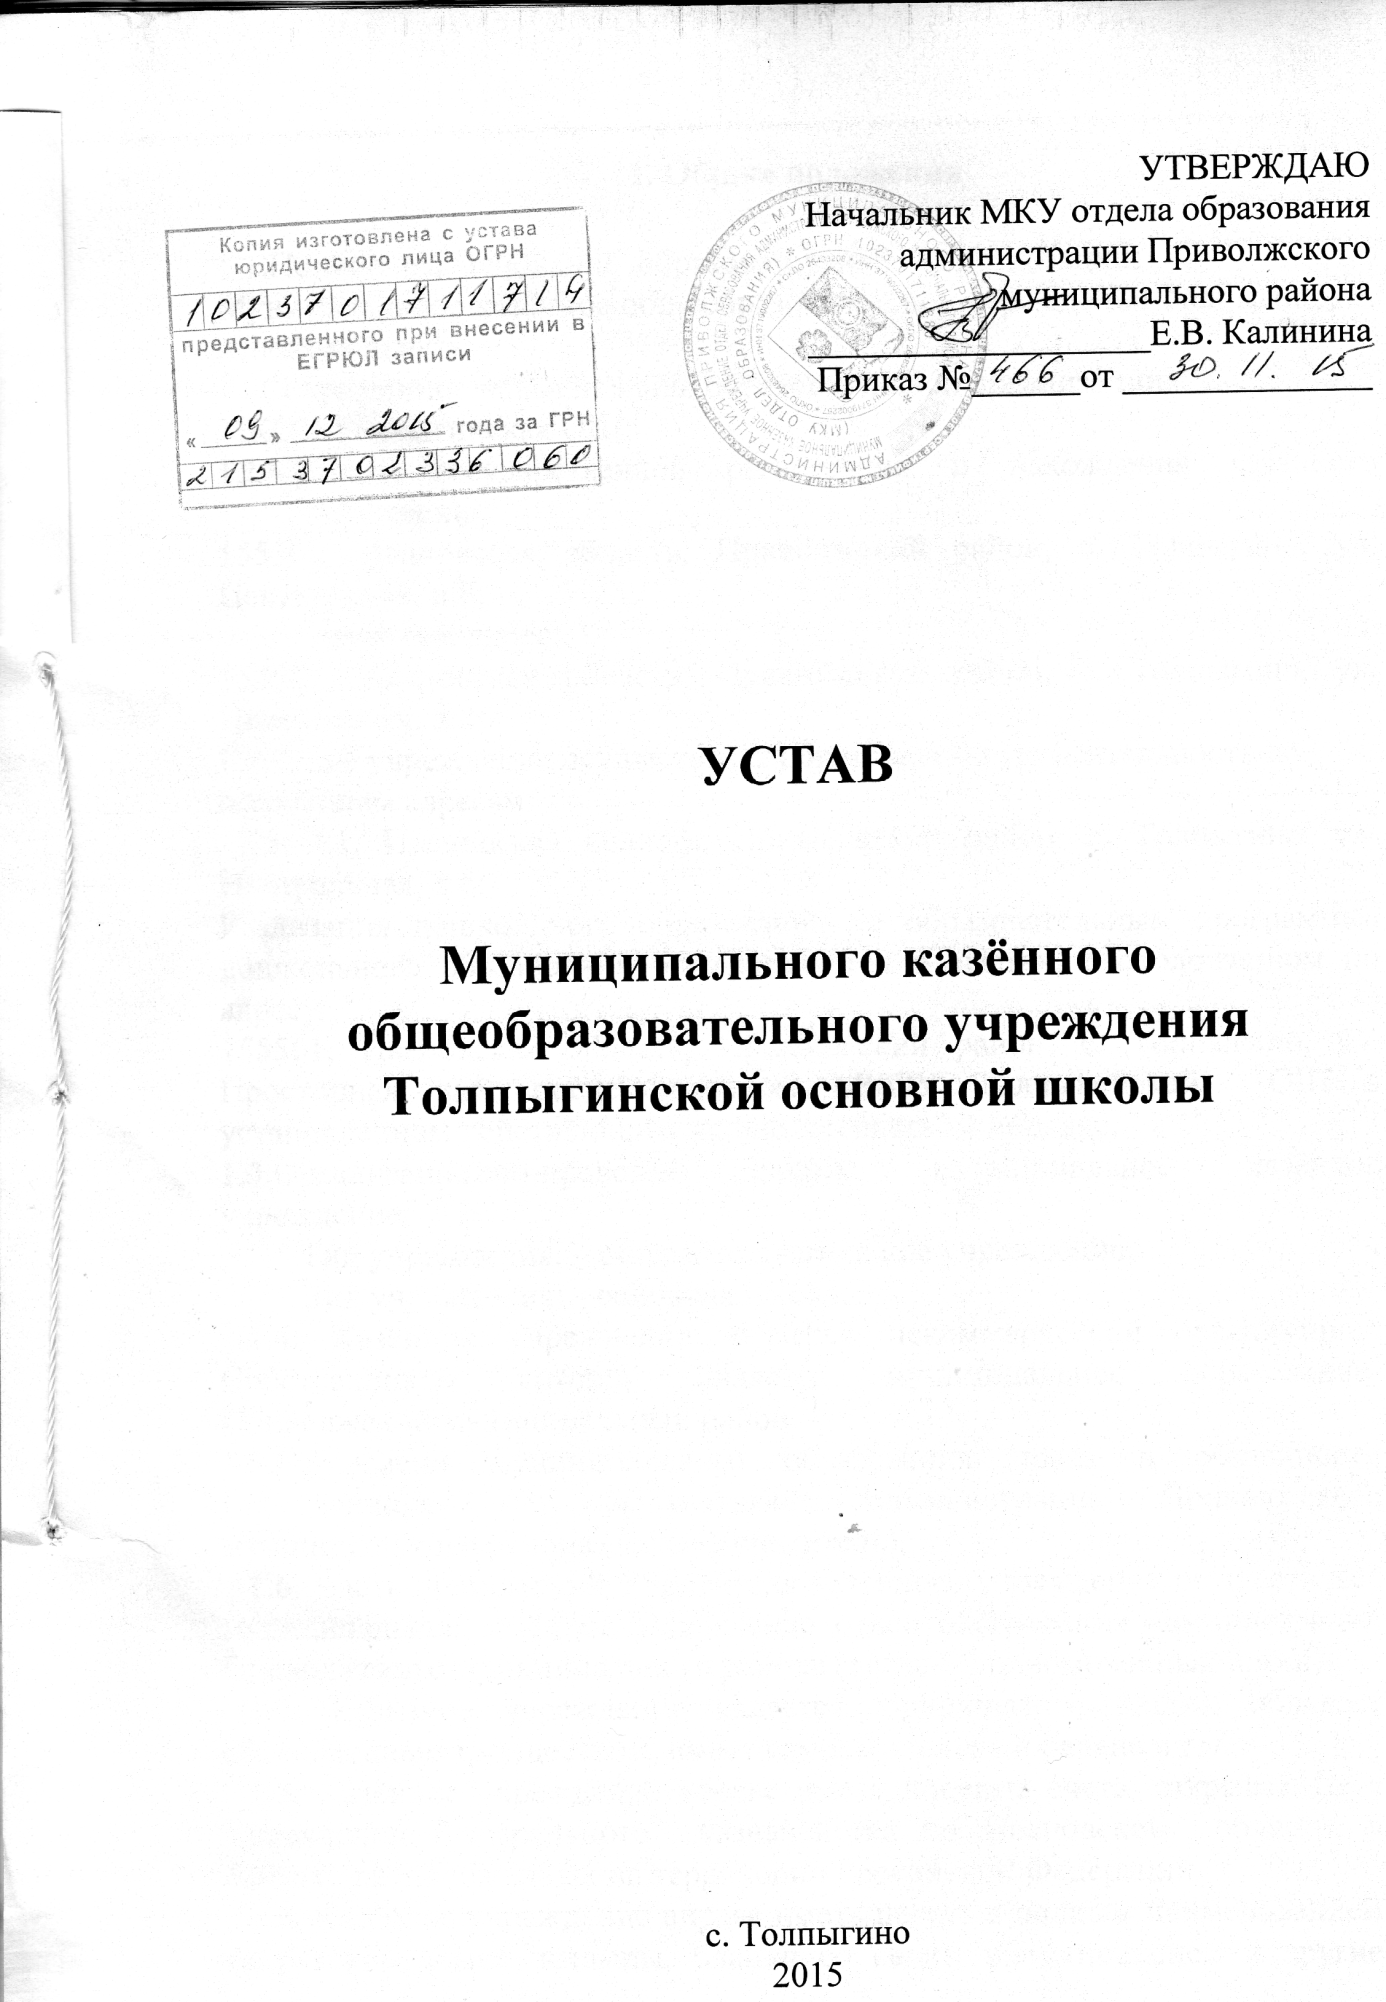 Копия изготовлена с устава
юридического лица ОГРН
1023701711714
представленного при внесении в
ЕГРЮЛ записи
«09» 12 2015 года за ГРН
2153702336060
УТВЕРЖДАЮ
Начальник МКУ отдела образования
администрации Приволжского
муниципального района
Е.В. Калинина
Приказ № 466 от 30. 11. 15
УСТАВ
Муниципального казённого
общеобразовательного учреждения
Толпыгинской основной школы
с. Толпыгино
2015